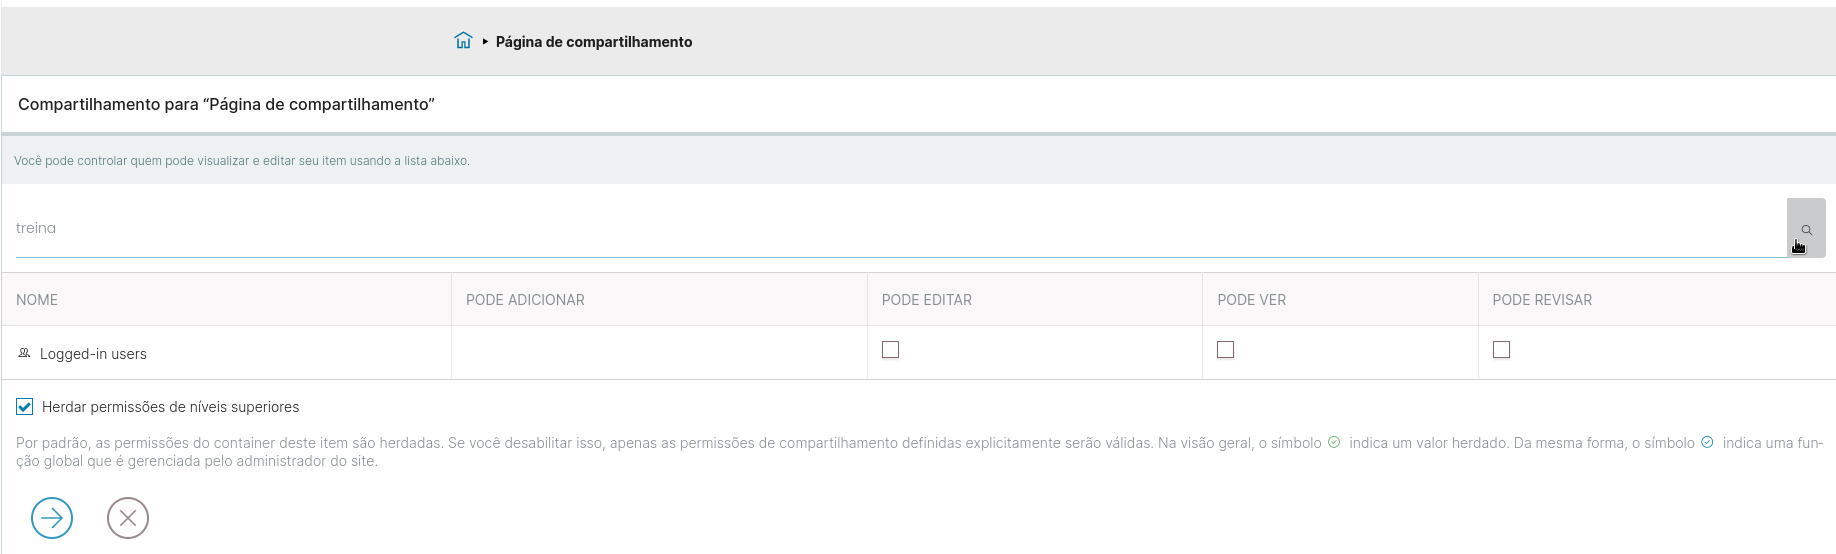 Página de compartilhamento
Compartilhamento para “Página de compartilhamento”
Você pode controlar quem pode visualizar e editar seu item usando a lista abaixo.
treina
NOME PODE ADICIONAR PODE EDITAR PODE VER PODE REVISAR
Logged-in users
Herdar permissões de níveis superiores
Por padrão, as permissões do container deste item são herdadas. Se você desabilitar isso, apenas as permissões de compartilhamento definidas explicitamente serão válidas. Na visão geral, o símbolo indica um valor herdado. Da mesma forma, o símbolo indica uma fun-
ção global que é gerenciada pelo administrador do site.